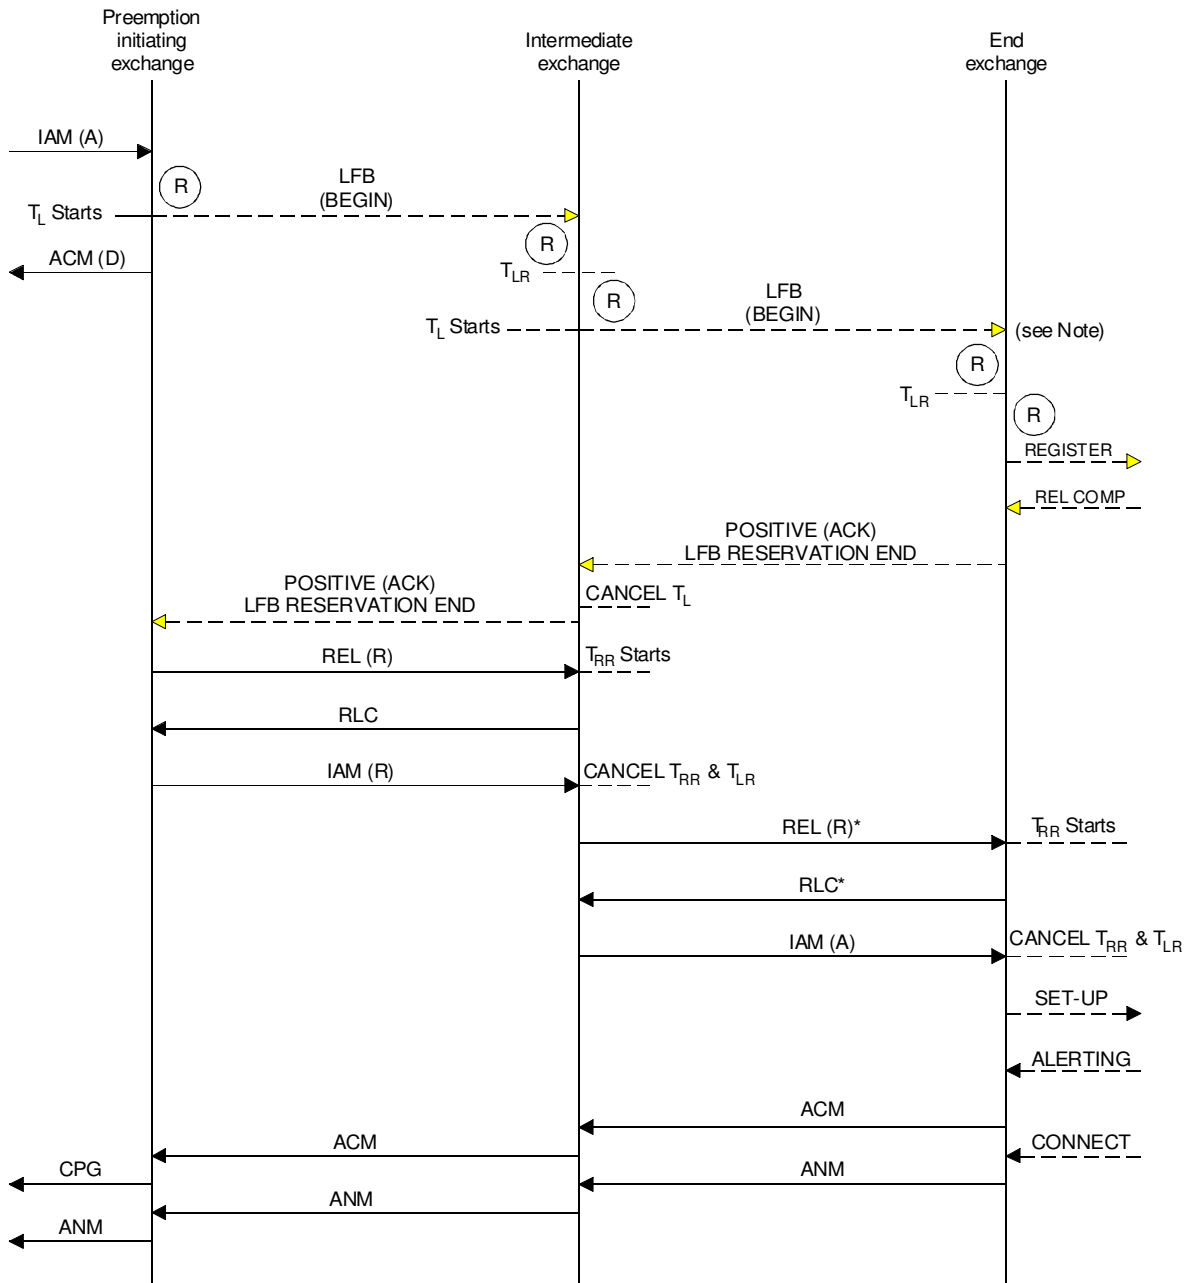 Preemption
initiating
exchange
Intermediate
exchange
End
exchange
IAM (A)
R
LFB
(BEGIN)
TL Starts
R
ACM (D)
TLR
R
LFB
(BEGIN)
TL Starts
(see Note)
R
TLR
R
REGISTER
REL COMP
POSITIVE (ACK)
LFB RESERVATION END
POSITIVE (ACK)
LFB RESERVATION END
CANCEL TL
REL (R)
TRR Starts
RLC
IAM (R)
CANCEL TRR & TLR
REL (R)*
TRR Starts
RLC*
IAM (A)
CANCEL TRR & TLR
SET-UP
ALERTING
ACM
ACM
CONNECT
CPG
ANM
ANM
ANM